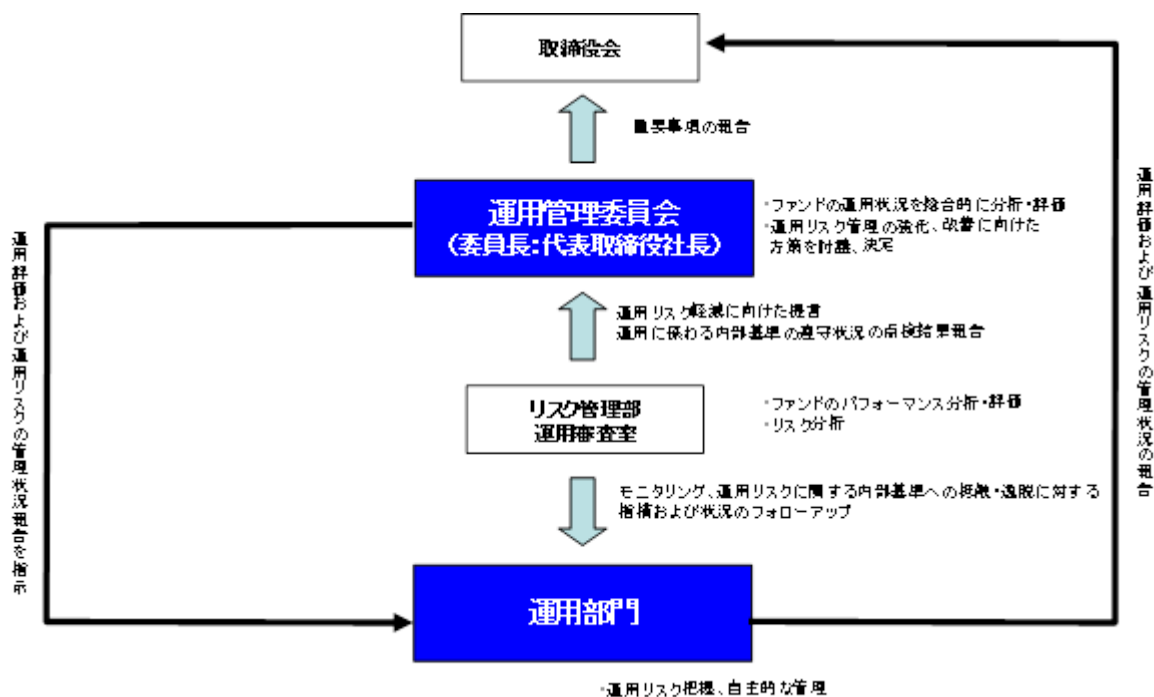 取締役会
重要事項の報告
運用管理委員会
（委員長：代表取締役社長）
・ファンドの運用状況を総合的に分析・評価
・運用リスク管理の強化、改善に向けた
方策を討議、決定
運用リスク軽減に向けた提言
運用に係わる内部基準の遵守状況の点検結果報告
リスク管理部
運用審査室
・ファンドのパフォーマンス分析・評価
・リスク分析
モニタリング、運用リスクに関する内部基準への抵触・逸脱に対する
指摘および状況のフォローアップ
運用部門
・運用リスク把握、自主的な管理
運用評価および運用リスクの管理状況報告を指示
運用評価および運用リスクの管理状況の報告